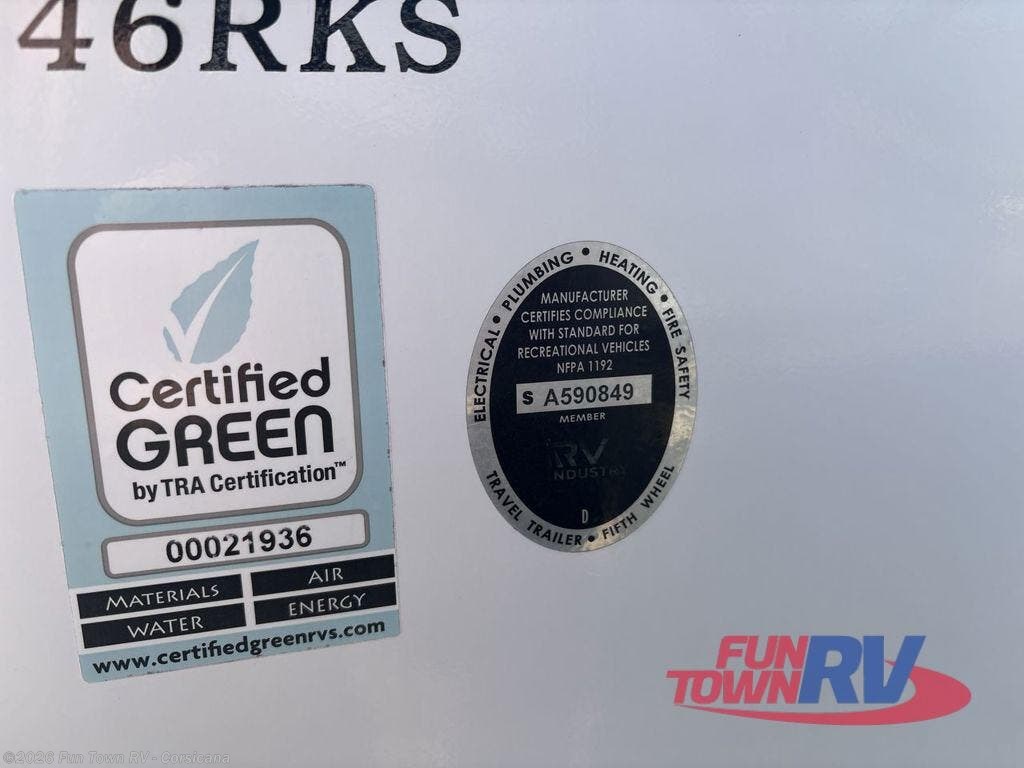 46RKS
Certified
GREEN
by TRA Certification™
00021936
MATERIALS
AIR
WATER
ENERGY
www.certifiedgreenrvs.com
ELECTRICAL • PLUMBING • HEATING • FIRE SAFETY
MANUFACTURER
CERTIFIES COMPLIANCE
WITH STANDARD FOR
RECREATIONAL VEHICLES
NFPA 1192
S A590849
MEMBER
RV
INDUSTRY
D
TRAVEL TRAILER • FIFTH WHEEL
FUN
TOWN RV
©2026 Fun Town RV - Corsicana